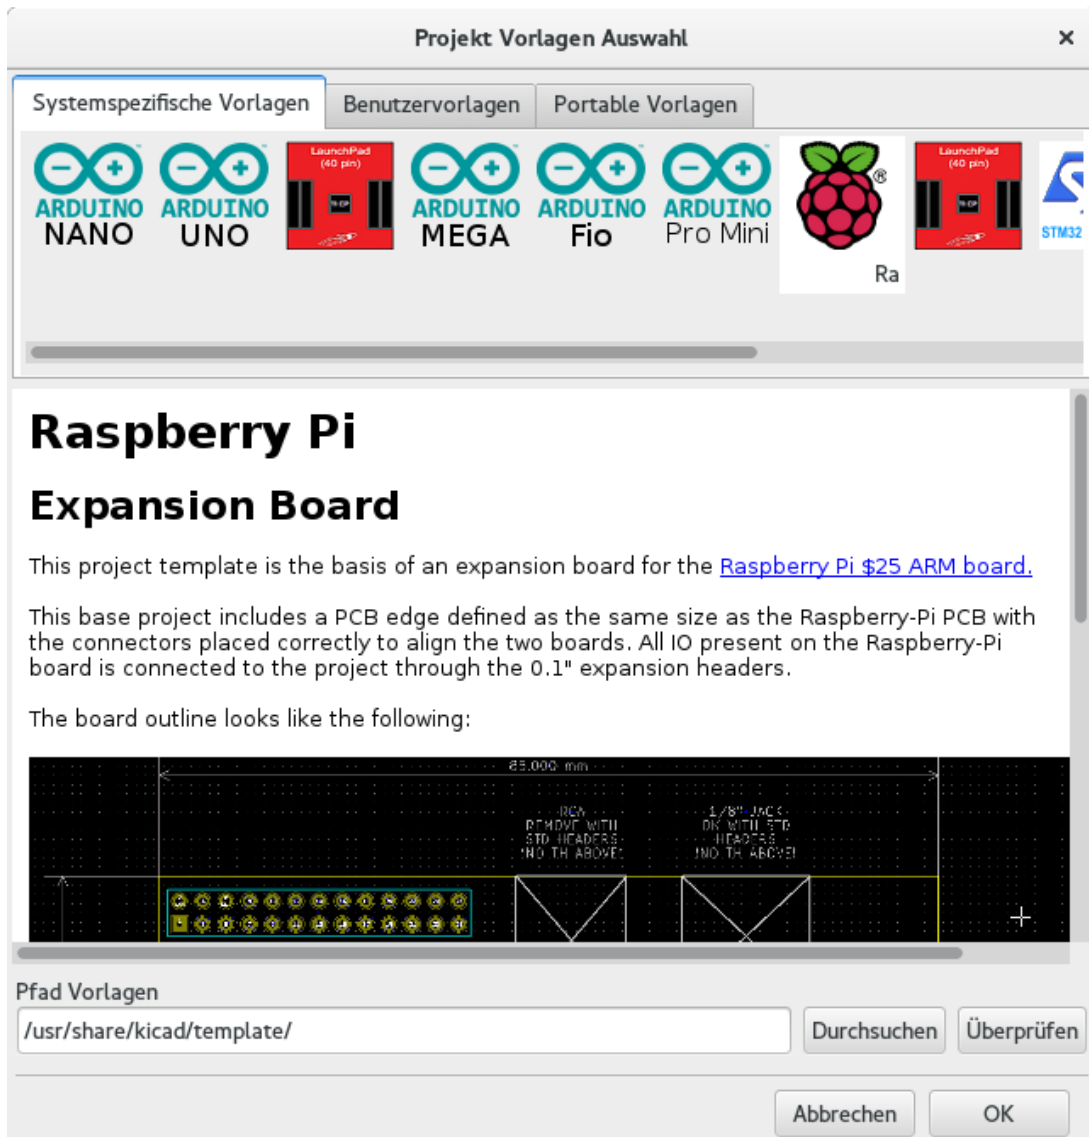 Projekt Vorlagen Auswahl
Systemspezifische Vorlagen
Benutzervorlagen
Portable Vorlagen
ARDUINO
NANO
ARDUINO
UNO
LaunchPad
(40 pin)
ARDUINO
MEGA
ARDUINO
Fio
ARDUINO
Pro Mini
®
Ra
LaunchPad
(40 pin)
STM32
Raspberry Pi
Expansion Board
This project template is the basis of an expansion board for the Raspberry Pi $25 ARM board.
This base project includes a PCB edge defined as the same size as the Raspberry-Pi PCB with
the connectors placed correctly to align the two boards. All IO present on the Raspberry-Pi
board is connected to the project through the 0.1" expansion headers.
The board outline looks like the following:
85.000 mm
RCA
REMOVE WITH
STD HEADERS
!NO TH ABOVE!
1/8" JACK
OK WITH STD
HEADERS
!NO TH ABOVE!
Pfad Vorlagen
/usr/share/kicad/template/
Durchsuchen
Überprüfen
Abbrechen
OK